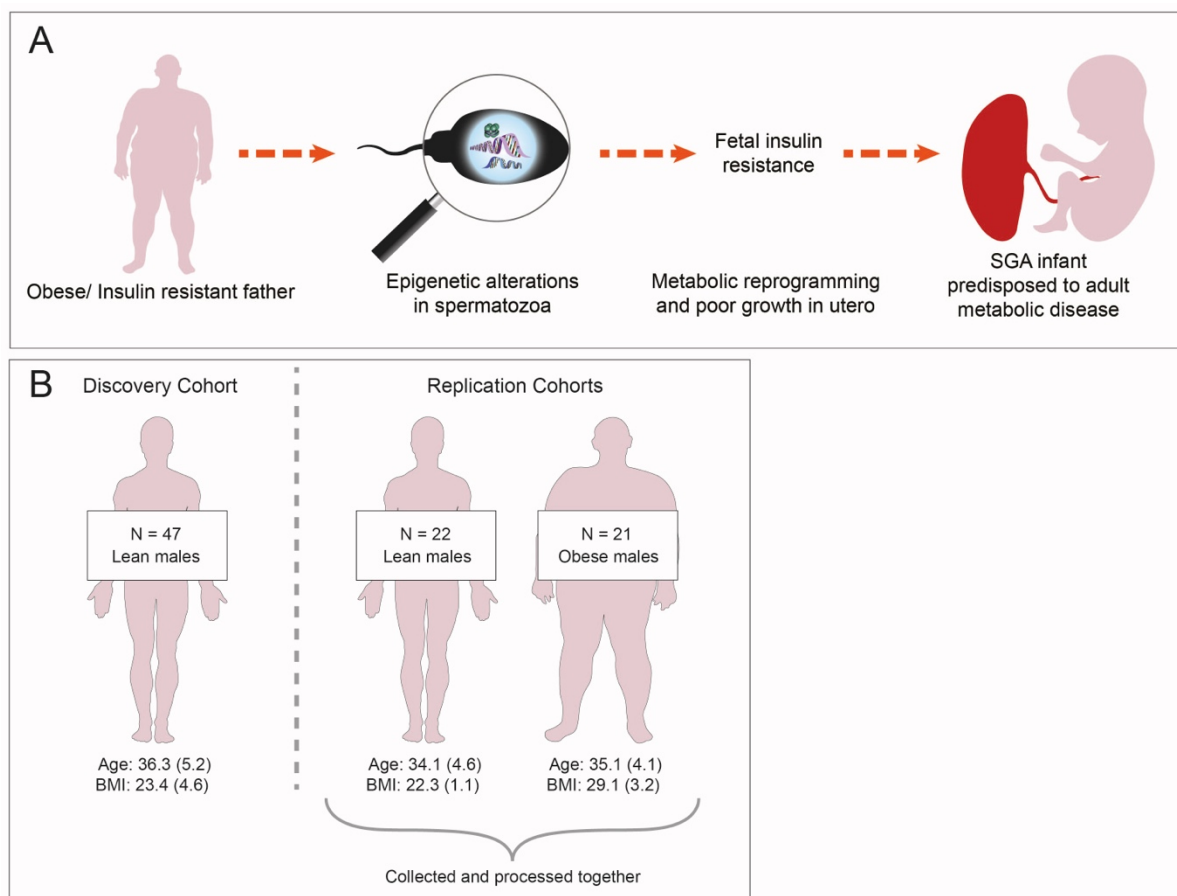 A
Obese/ Insulin resistant father
Epigenetic alterations
in spermatozoa
Fetal insulin
resistance
Metabolic reprogramming
and poor growth in utero
SGA infant
predisposed to adult
metabolic disease
B
Discovery Cohort
Replication Cohorts
N = 47
Lean males
N = 22
Lean males
N = 21
Obese males
Age: 36.3 (5.2)
BMI: 23.4 (4.6)
Age: 34.1 (4.6)
BMI: 22.3 (1.1)
Age: 35.1 (4.1)
BMI: 29.1 (3.2)
Collected and processed together